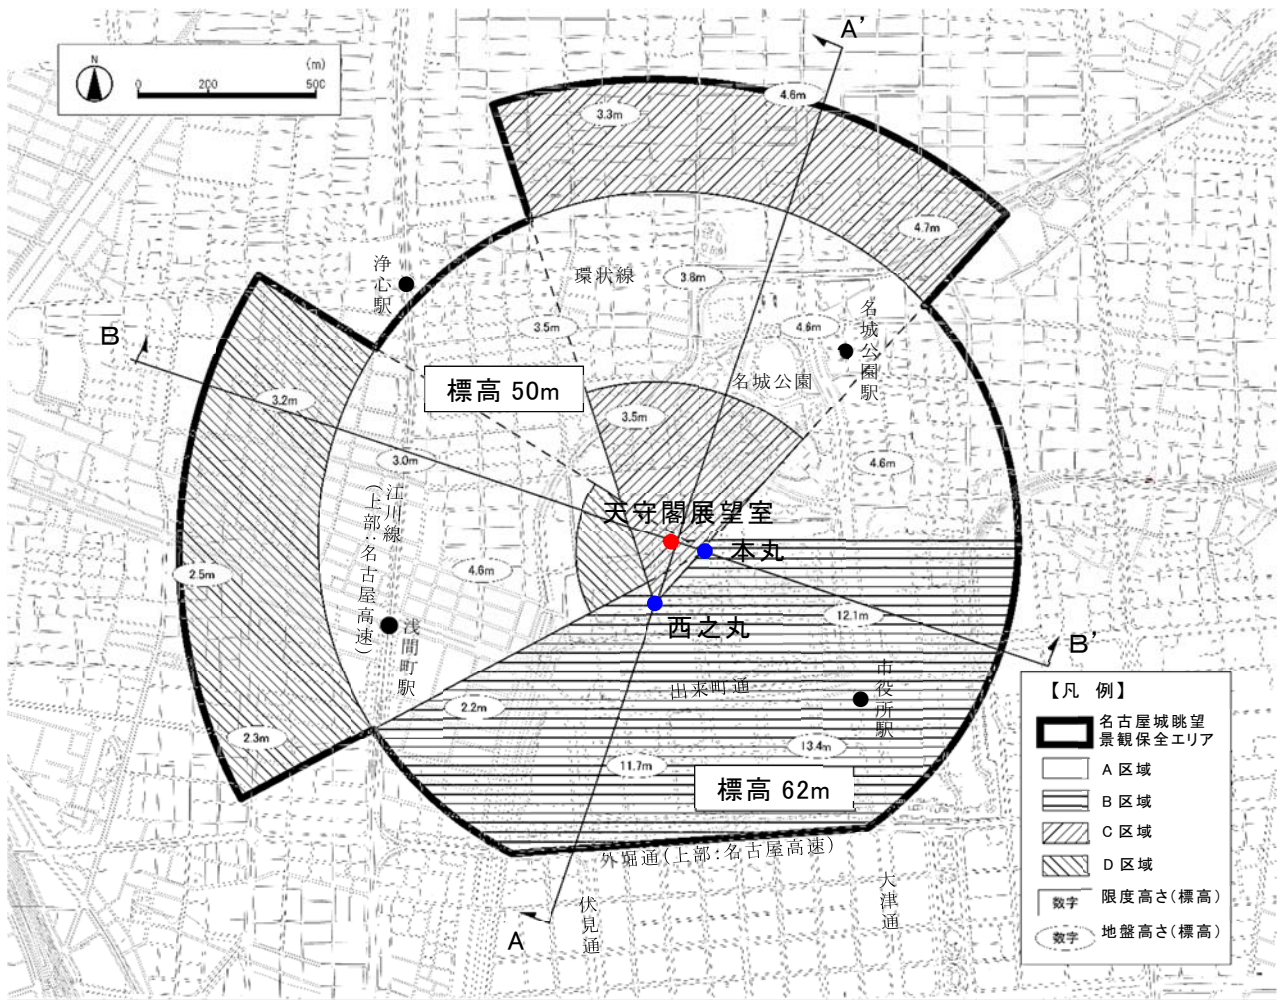 A’
N
(m)
0 200 500
4.6m
3.3m
4.7m
浄心駅
環状線
3.8m
3.5m
4.6m
名城公園駅
B
標高 50m
名城公園
3.2m
3.5m
3.0m
4.6m
江川線
(上部:名古屋高速)
天守閣展望室
本丸
2.5m
4.6m
西之丸
12.1m
浅間町駅
B’
出来町通
市役所駅
2.2m
2.3m
13.4m
11.7m
標高 62m
外堀通(上部:名古屋高速)
大津通
伏見通
A
【凡 例】
名古屋城眺望
景観保全エリア
A 区域
B 区域
C 区域
D 区域
数字 限度高さ(標高)
数字 地盤高さ(標高)